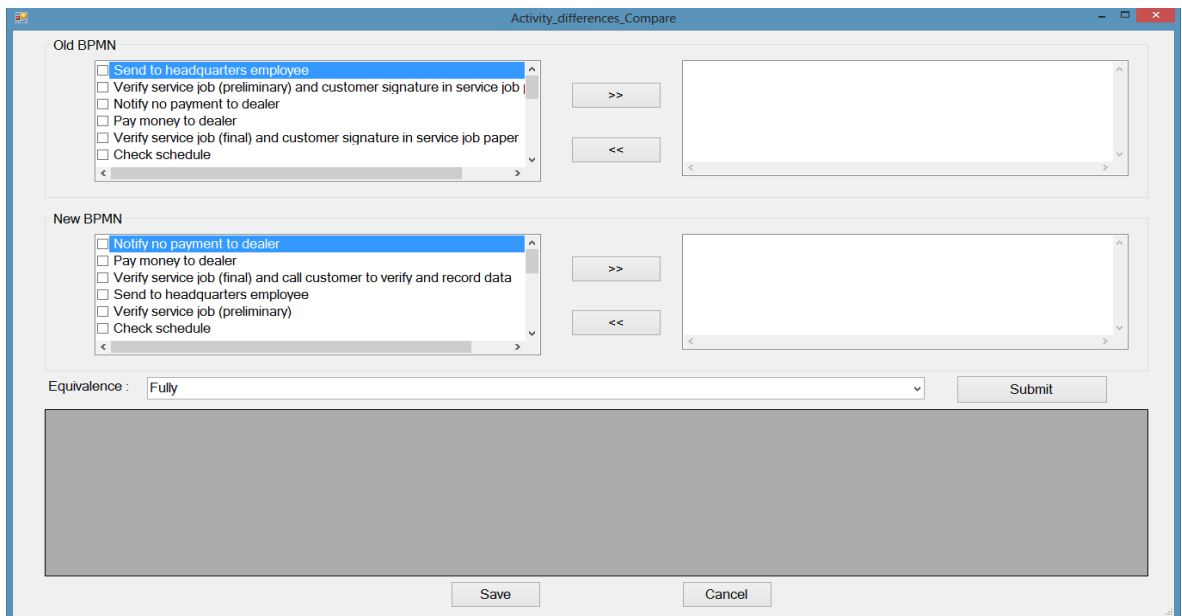 Activity_differences_Compare
Old BPMN
Send to headquarters employee
Verify service job (preliminary) and customer signature in service job
Notify no payment to dealer
Pay money to dealer
Verify service job (final) and customer signature in service job paper
Check schedule
>>
<<
New BPMN
Notify no payment to dealer
Pay money to dealer
Verify service job (final) and call customer to verify and record data
Send to headquarters employee
Verify service job (preliminary)
Check schedule
>>
<<
Equivalence : Fully Submit
Save Cancel